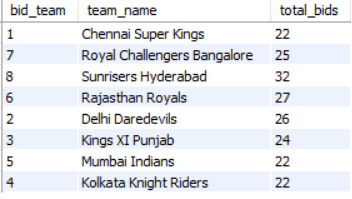 bid_team team_name total_bids
1 Chennai Super Kings 22
7 Royal Challengers Bangalore 25
8 Sunrisers Hyderabad 32
6 Rajasthan Royals 27
2 Delhi Daredevils 26
3 Kings XI Punjab 24
5 Mumbai Indians 22
4 Kolkata Knight Riders 22